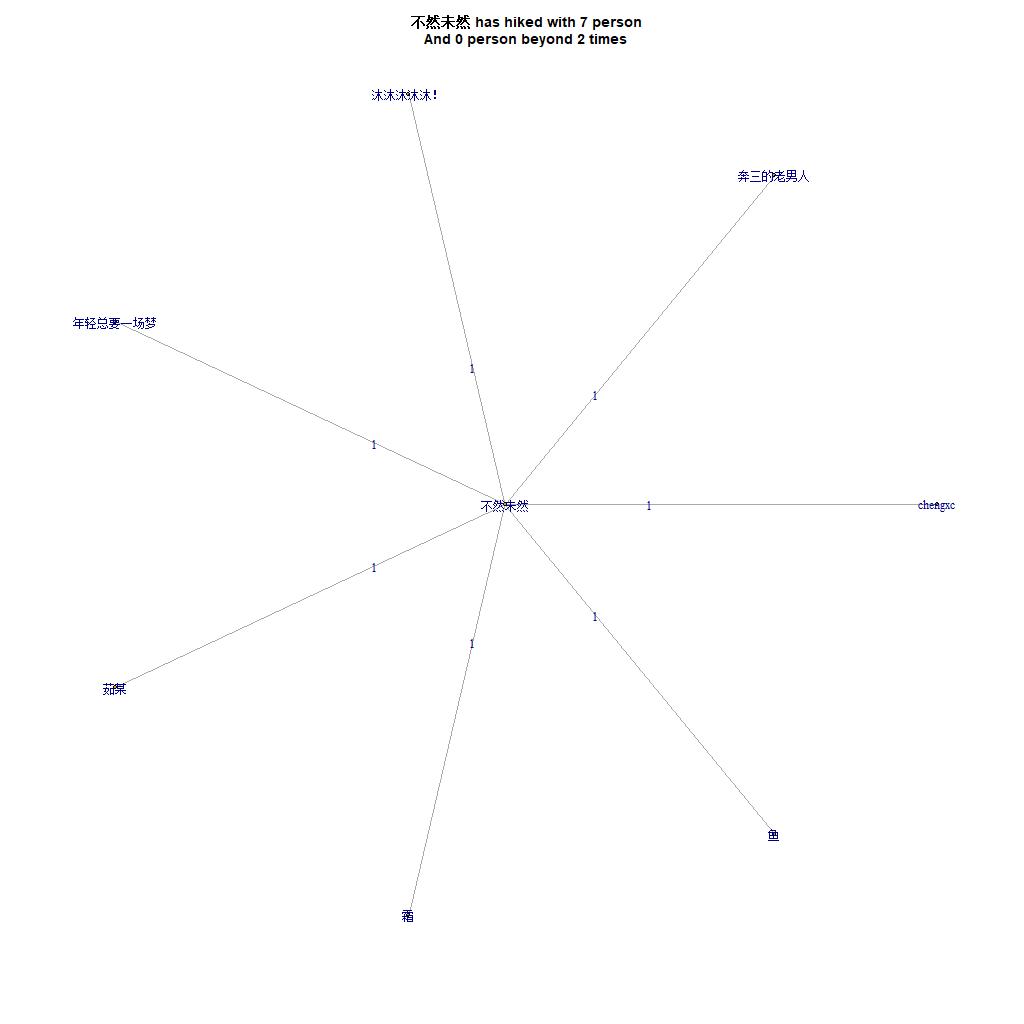 不然未然 has hiked with 7 person
And 0 person beyond 2 times
沐沐沐沐沐!
奔三的老男人
年轻总要一场梦
1
1
1
不然未然
1
chengxc
1
1
1
茹果
鱼
霜